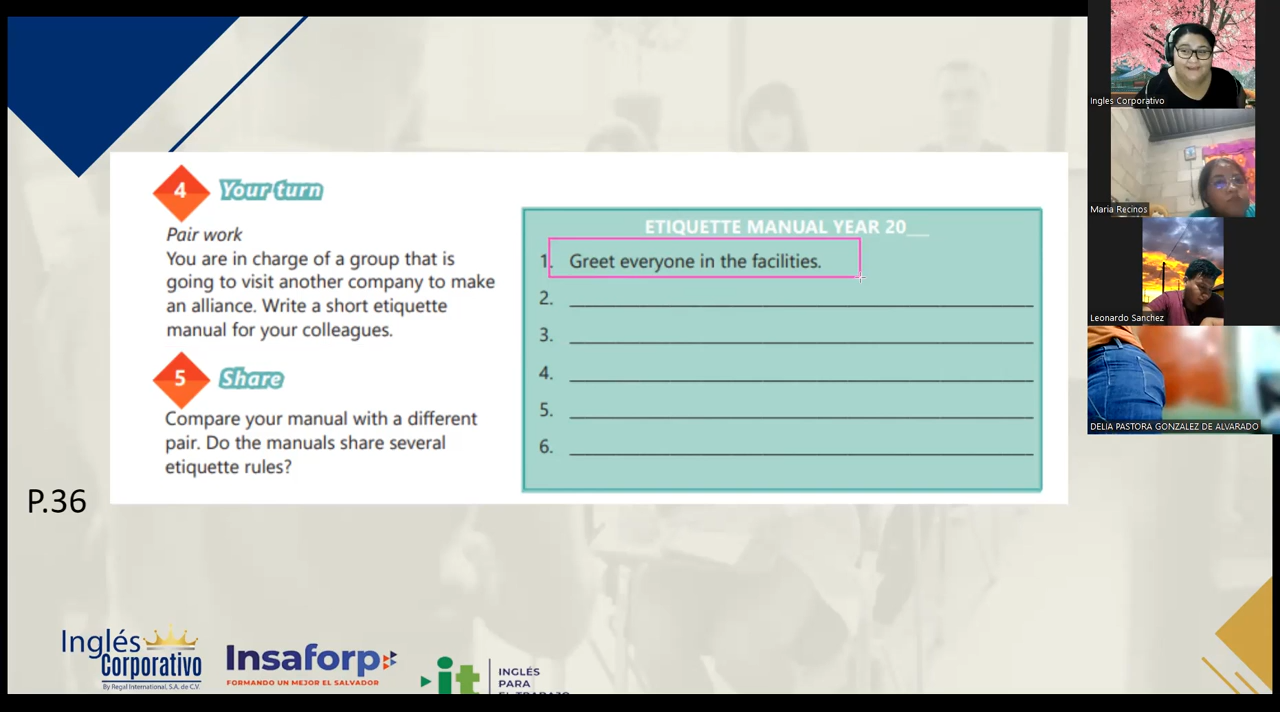 4 Your turn
Pair work
You are in charge of a group that is
going to visit another company to make
an alliance. Write a short etiquette
manual for your colleagues.
5 Share
Compare your manual with a different
pair. Do the manuals share several
etiquette rules?
P.36
ETIQUETTE MANUAL YEAR 20__
1. Greet everyone in the facilities.
2.
3.
4.
5.
6.
Inglés
Corporativo
By Regal International, S.A. de C.V.
Insaforp
FORMANDO UN MEJOR EL SALVADOR
it
INGLÉS
PARA
EL TRABAJO
Ingles Corporativo
Maria Recinos
Leonardo Sanchez
DELIA PASTORA GONZALEZ DE ALVARADO